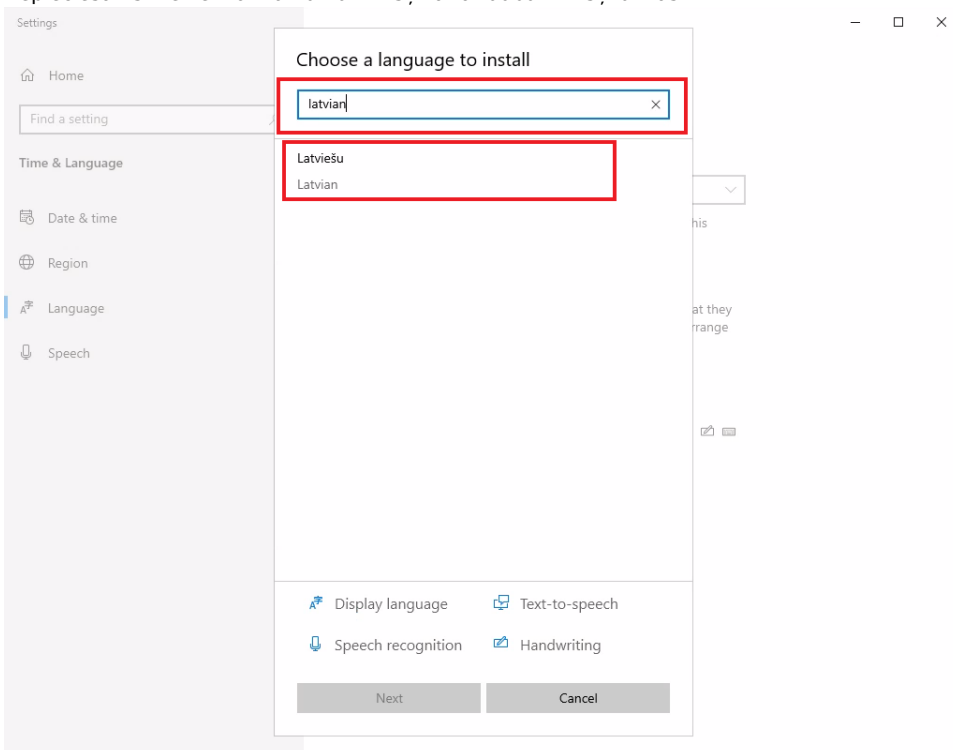 Settings
Home
Find a setting
Time & Language
Date & time
Region
Language
Speech
Choose a language to install
latvian
Latviešu
Latvian
his
at they
rrange
Display language
Text-to-speech
Speech recognition
Handwriting
Next
Cancel